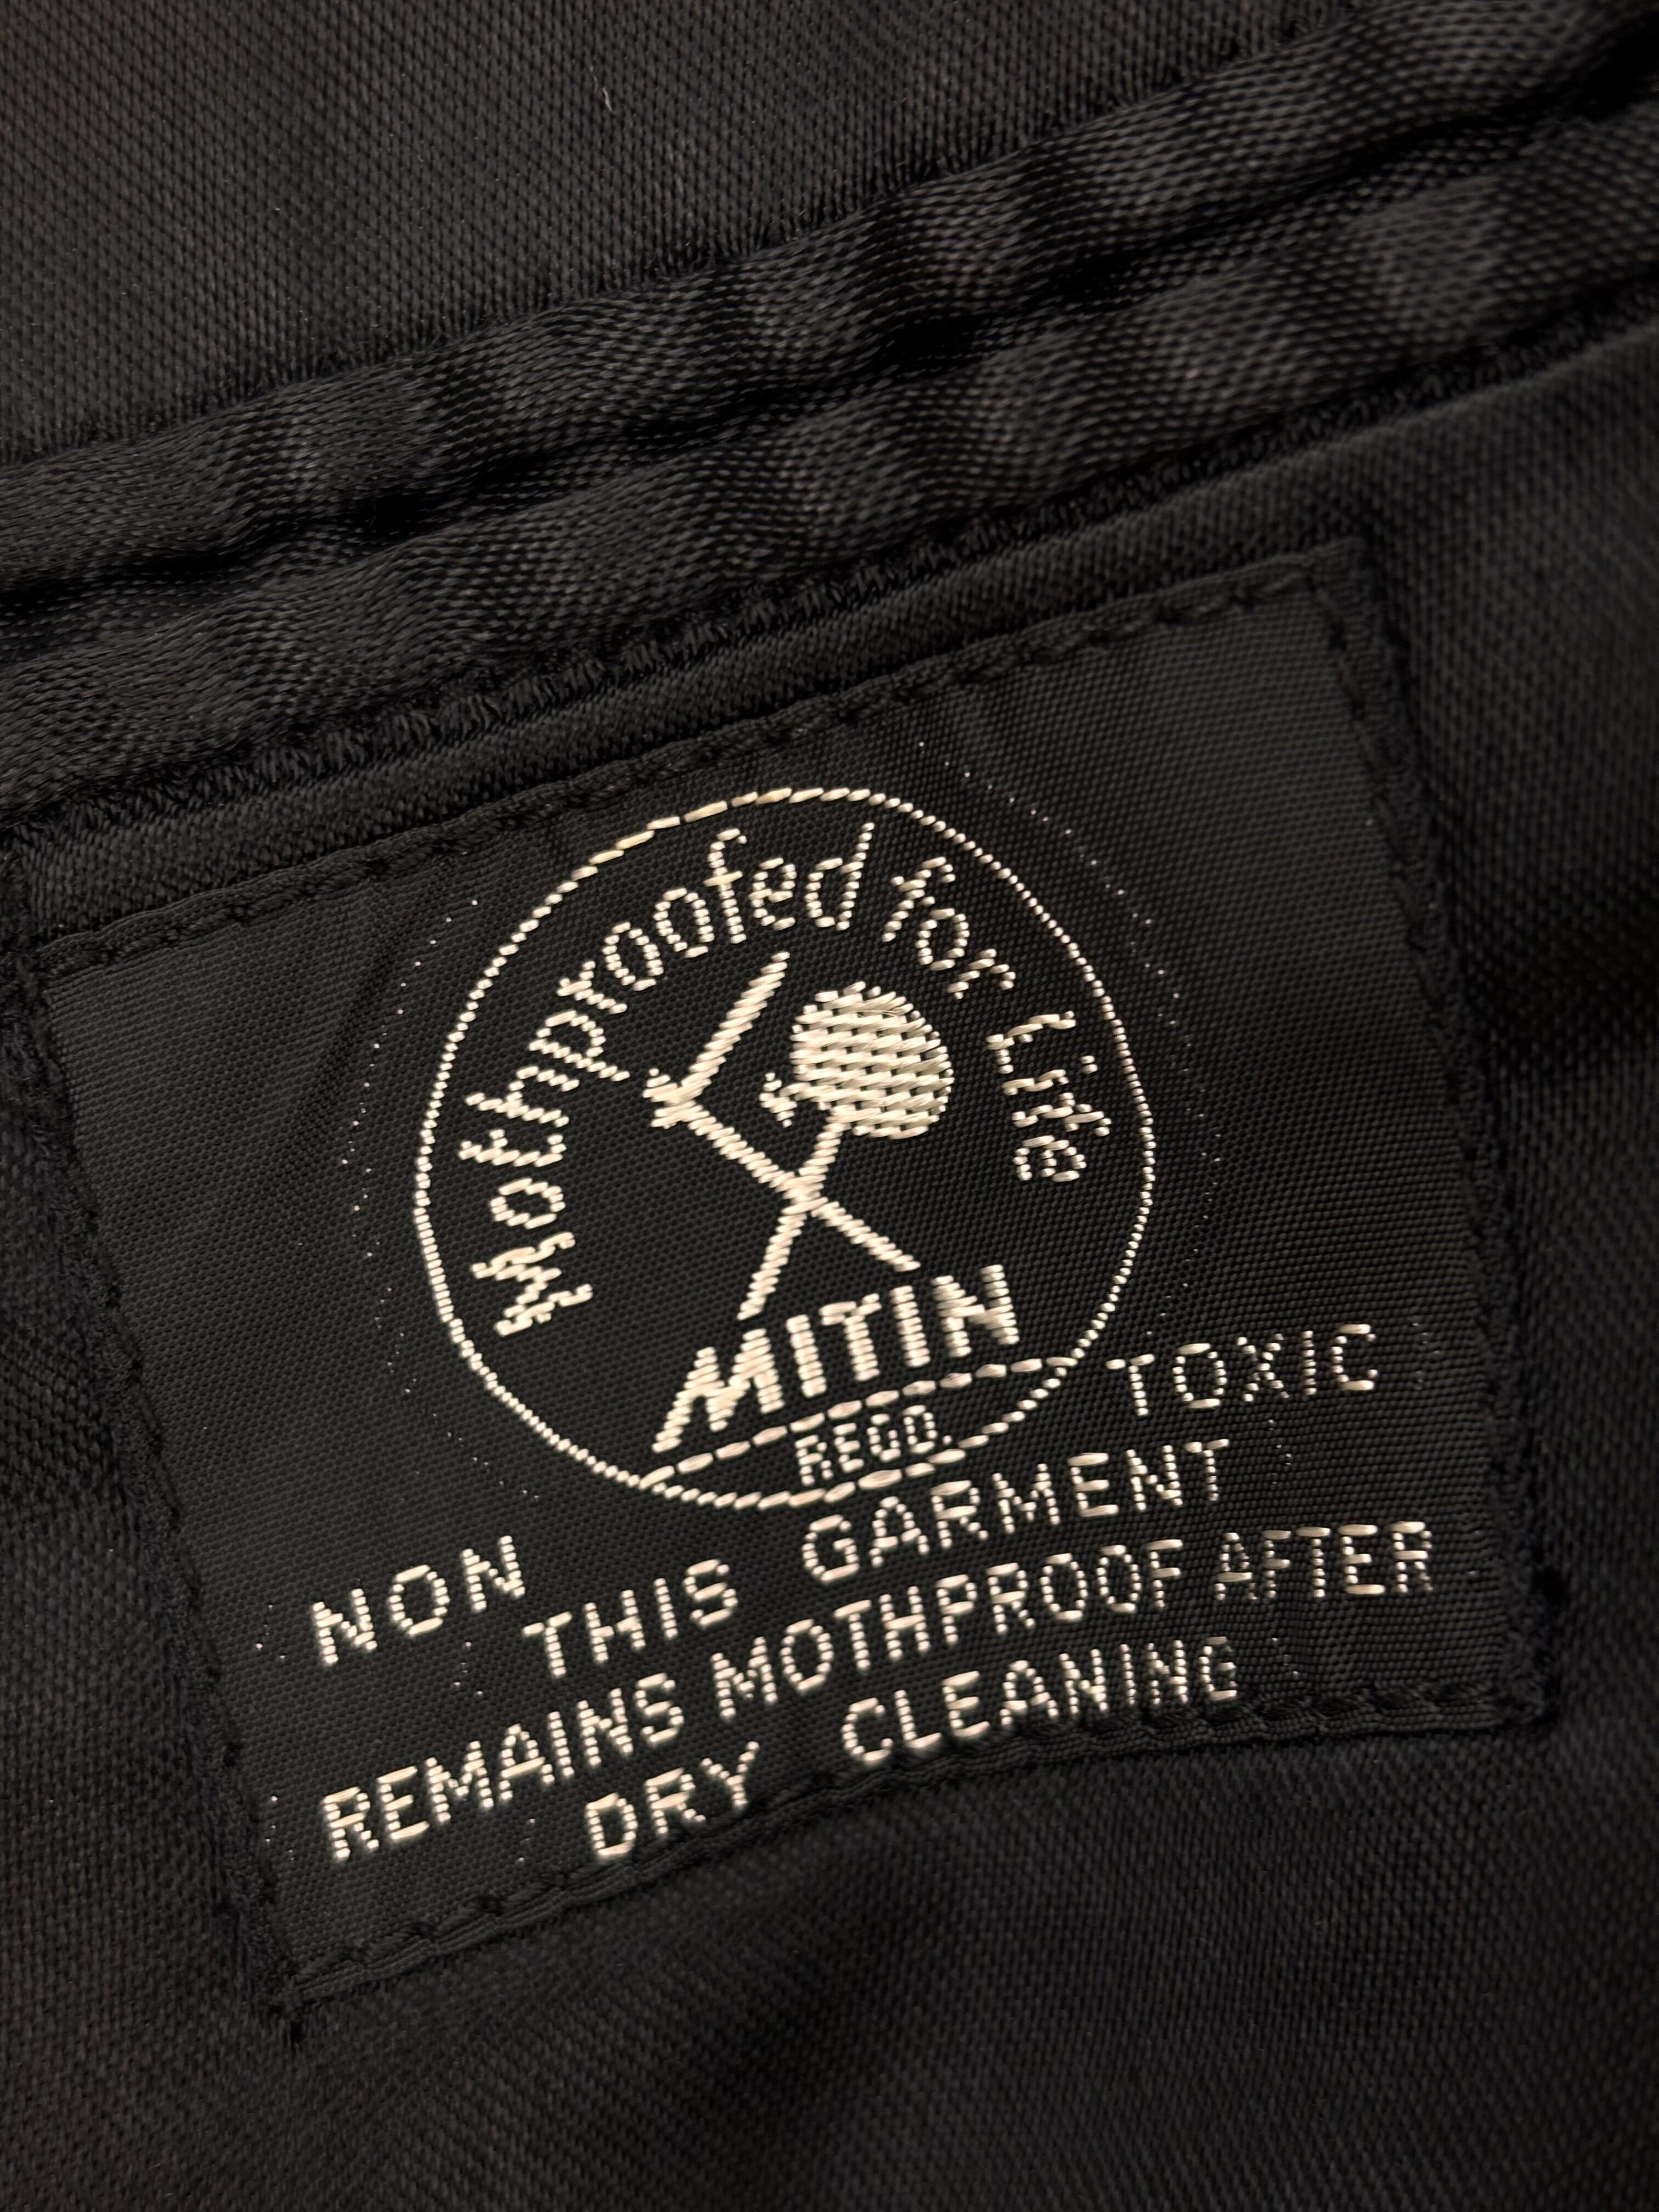 Mothproofed for Life
MITIN
REGD.
NON TOXIC
THIS GARMENT
REMAINS MOTHPROOF AFTER
DRY CLEANING